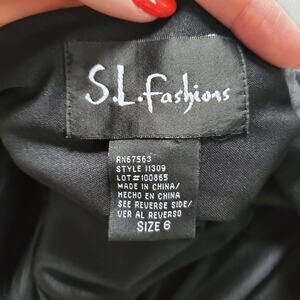 S.L.fashions
RN67563
STYLE 11309
LOT#100865
MADE IN CHINA/
HECHO EN CHINA
SEE REVERSE SIDE/
VER AL REVERSO
SIZE 6